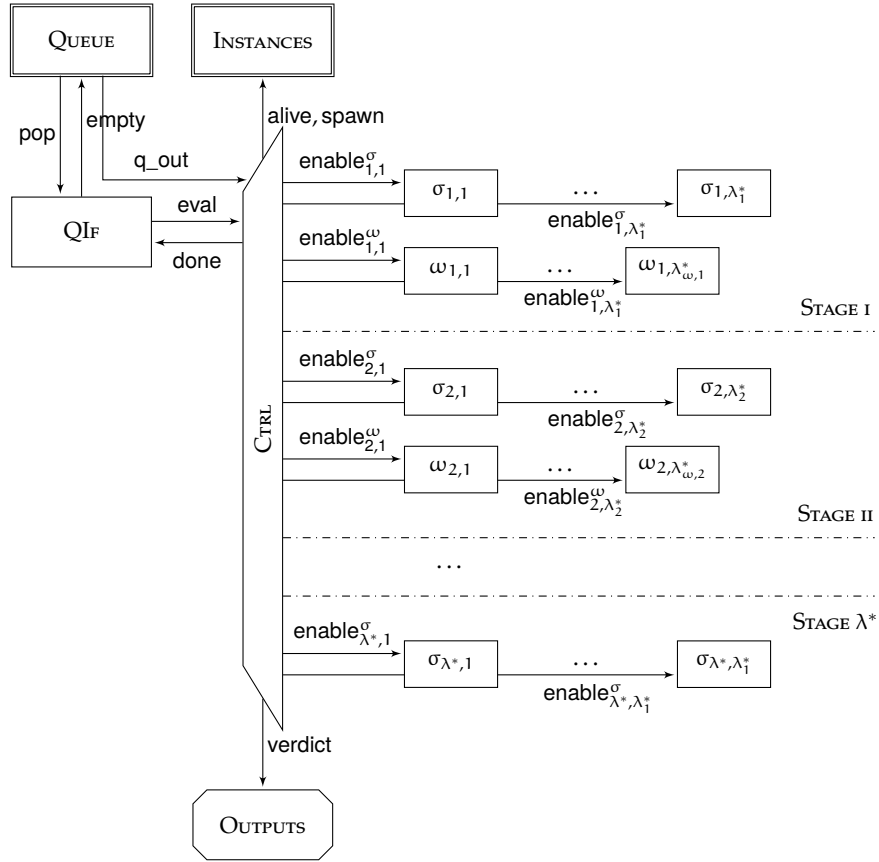 QUEUE
INSTANCES
pop
empty
alive, spawn
q_out
QIF
eval
done
enable^σ_{1,1}
σ_{1,1}
...
enable^σ_{1,λ*_1}
σ_{1,λ*_1}
enable^ω_{1,1}
ω_{1,1}
...
enable^ω_{1,λ*_1}
ω_{1,λ*_{ω,1}}
STAGE I
CTRL
enable^σ_{2,1}
σ_{2,1}
...
enable^σ_{2,λ*_2}
σ_{2,λ*_2}
enable^ω_{2,1}
ω_{2,1}
...
enable^ω_{2,λ*_2}
ω_{2,λ*_{ω,2}}
STAGE II
...
STAGE λ*
enable^σ_{λ*,1}
σ_{λ*,1}
...
enable^σ_{λ*,λ*_1}
σ_{λ*,λ*_1}
verdict
OUTPUTS